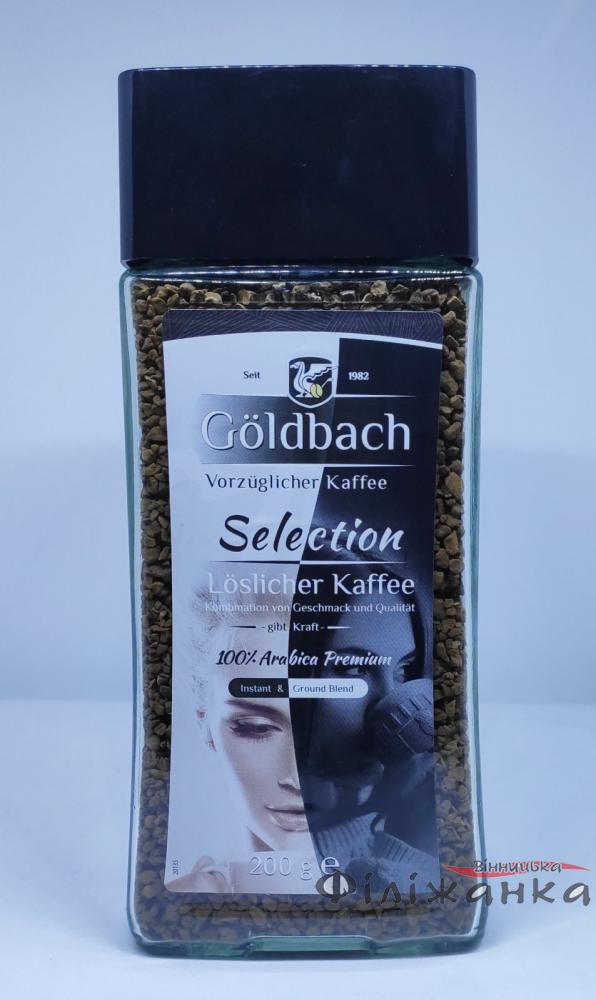 Seit 1982
Göldbach
Vorzüglicher Kaffee
Selection
Löslicher Kaffee
Kombination von Geschmack und Qualität
- gibt Kraft -
100% Arabica Premium
Instant & Ground Blend
200 g e
20135
Вінницька
Філіжанка